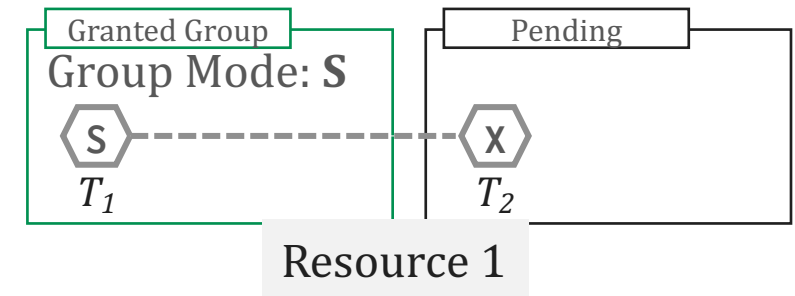 Granted Group
Pending
Group Mode: S
S
X
T1
T2
Resource 1